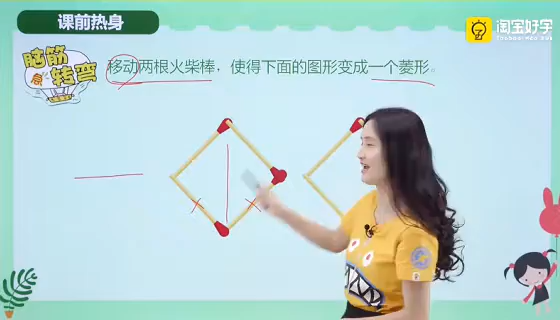 课前热身
淘宝好学
脑筋
急
转弯
移动两根火柴棒，使得下面的图形变成一个菱形。